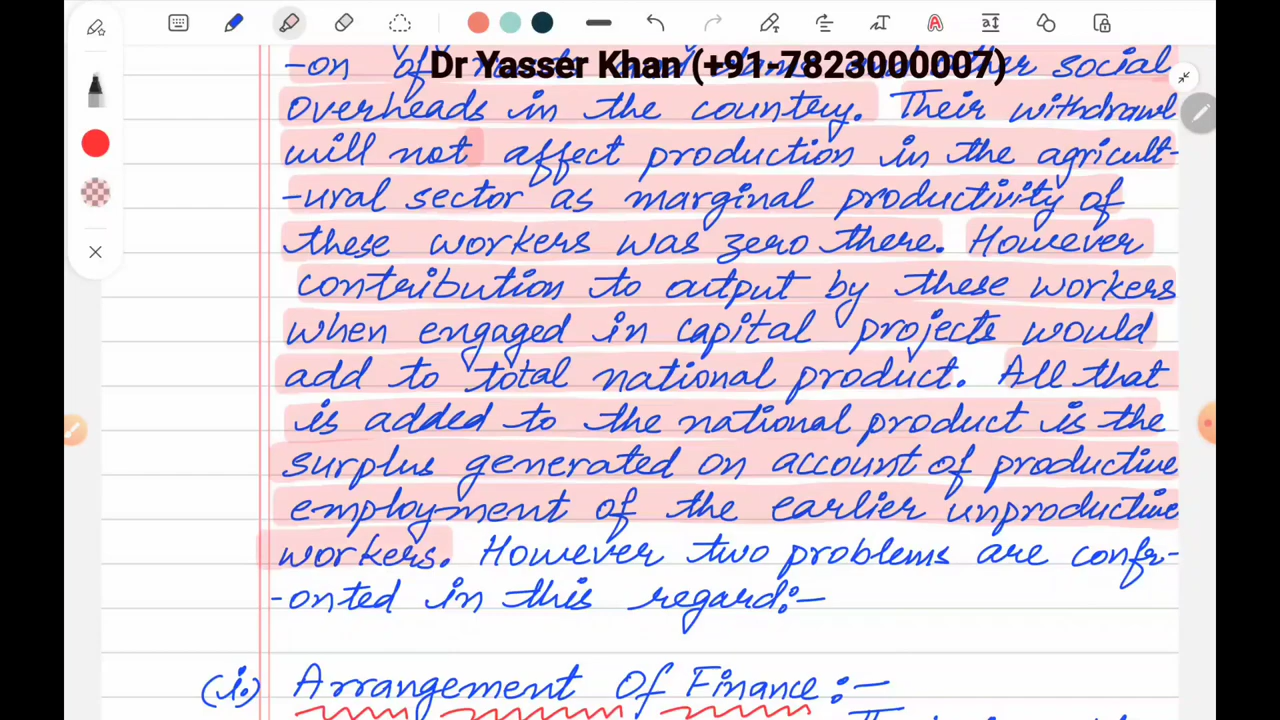 Dr Yasser Khan (+91-7823000007)
-on of social
overheads in the country. Their withdrawl
will not affect production in the agricult-
-ural sector as marginal productivity of
these workers was zero there. However
contribution to output by these workers
when engaged in capital projects would
add to total national product. All that
is added to the national product is the
surplus generated on account of productive
employment of the earlier unproductive
workers. However two problems are confr-
-onted in this regard:-
(i.) Arrangement Of Finance:-